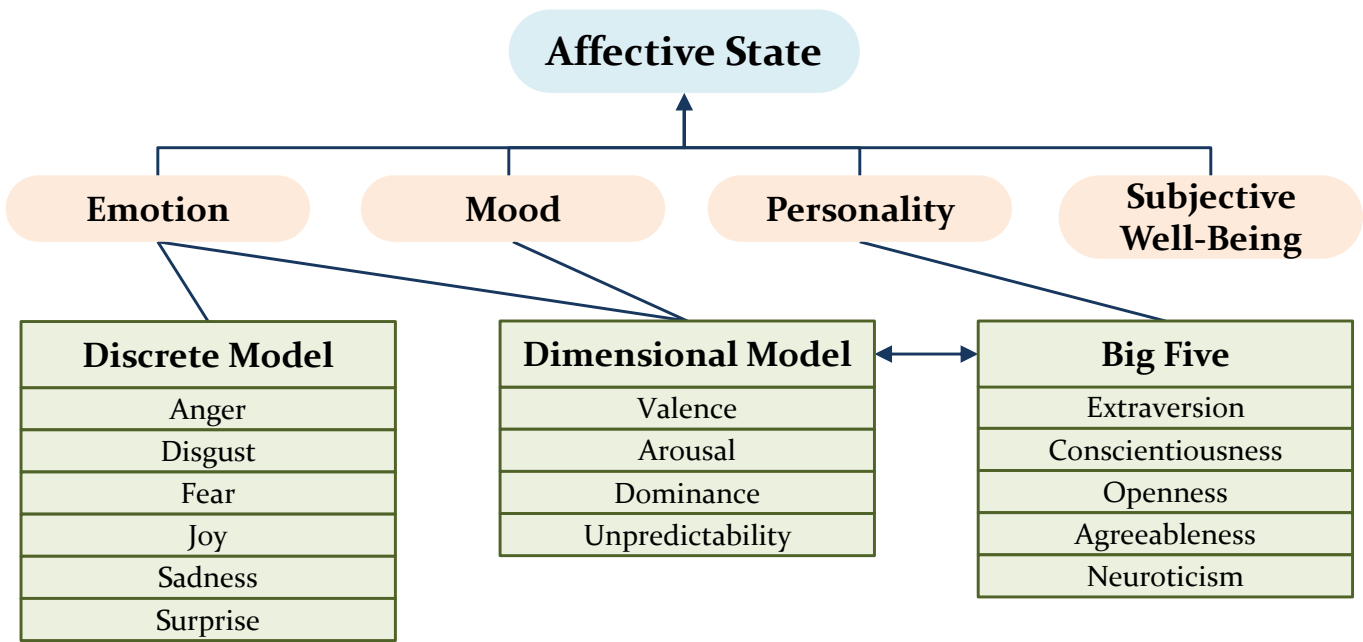 Affective State
Emotion
Mood
Personality
Subjective
Well-Being
Discrete Model
Anger
Disgust
Fear
Joy
Sadness
Surprise
Dimensional Model
Valence
Arousal
Dominance
Unpredictability
Big Five
Extraversion
Conscientiousness
Openness
Agreeableness
Neuroticism